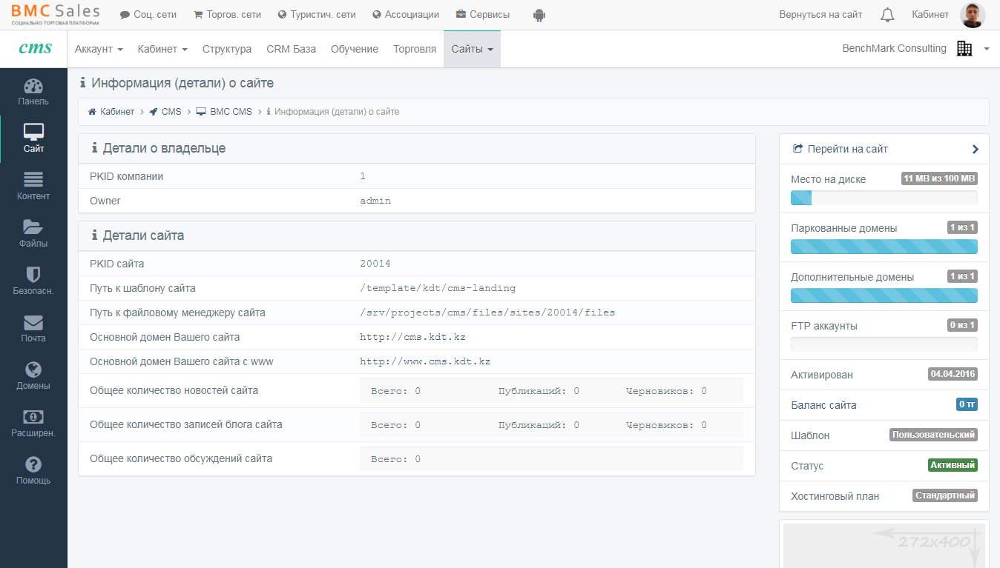 BMC Sales
СОЦИАЛЬНО ТОРГОВАЯ ПЛАТФОРМА
Соц. сети Торгов. сети Туристич. сети Ассоциации Сервисы
Вернуться на сайт Кабинет
cms
Аккаунт Кабинет Структура CRM База Обучение Торговля Сайты
BenchMark Consulting
Панель
Сайт
Контент
Файлы
Безопасн.
Почта
Домены
Расширен.
Помощь
Информация (детали) о сайте
Кабинет > CMS > BMC CMS > Информация (детали) о сайте
Детали о владельце
PKID компании 1
Owner admin
Детали сайта
PKID сайта 20014
Путь к шаблону сайта /template/kdt/cms-landing
Путь к файловому менеджеру сайта /srv/projects/cms/files/sites/20014/files
Основной домен Вашего сайта http://cms.kdt.kz
Основной домен Вашего сайта с www http://www.cms.kdt.kz
Общее количество новостей сайта Всего: 0 Публикаций: 0 Черновиков: 0
Общее количество записей блога сайта Всего: 0 Публикаций: 0 Черновиков: 0
Общее количество обсуждений сайта Всего: 0
Перейти на сайт
Место на диске 11 MB из 100 MB
Паркованные домены 1 из 1
Дополнительные домены 1 из 1
FTP аккаунты 0 из 1
Активирован 04.04.2016
Баланс сайта 0 тг
Шаблон Пользовательский
Статус Активный
Хостинговый план Стандартный
272x400